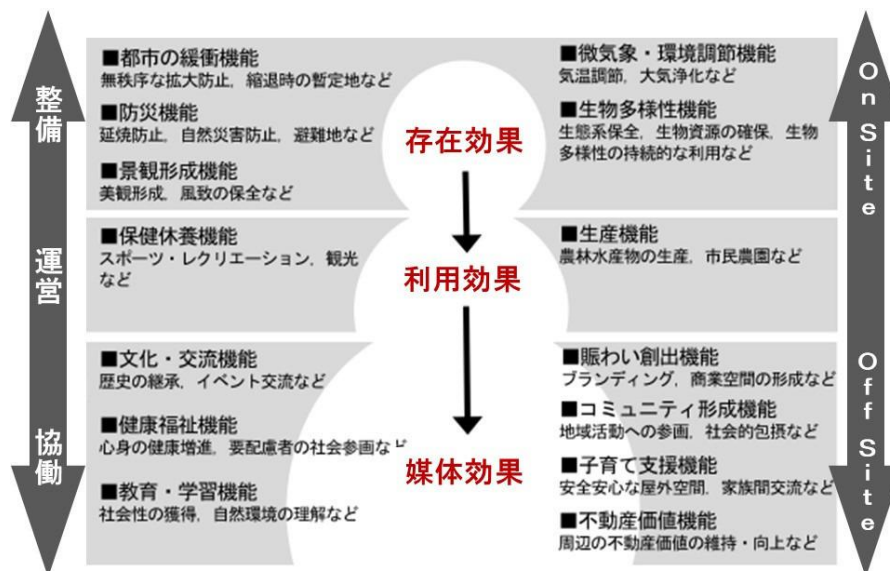 整備
運営
協働
■都市の緩衝機能
無秩序な拡大防止，縮退時の暫定地など
■防災機能
延焼防止，自然災害防止，避難地など
■景観形成機能
美観形成，風致の保全など
■微気象・環境調節機能
気温調節，大気浄化など
■生物多様性機能
生態系保全，生物資源の確保，生物
多様性の持続的な利用など
存在効果
■保健休養機能
スポーツ・レクリエーション，観光
など
■生産機能
農林水産物の生産，市民農園など
利用効果
■文化・交流機能
歴史の継承，イベント交流など
■健康福祉機能
心身の健康増進，要配慮者の社会参画など
■教育・学習機能
社会性の獲得，自然環境の理解など
■賑わい創出機能
ブランディング，商業空間の形成など
■コミュニティ形成機能
地域活動への参画，社会的包摂など
■子育て支援機能
安全安心な屋外空間，家族間交流など
■不動産価値機能
周辺の不動産価値の維持・向上など
媒体効果
On Site
Off Site